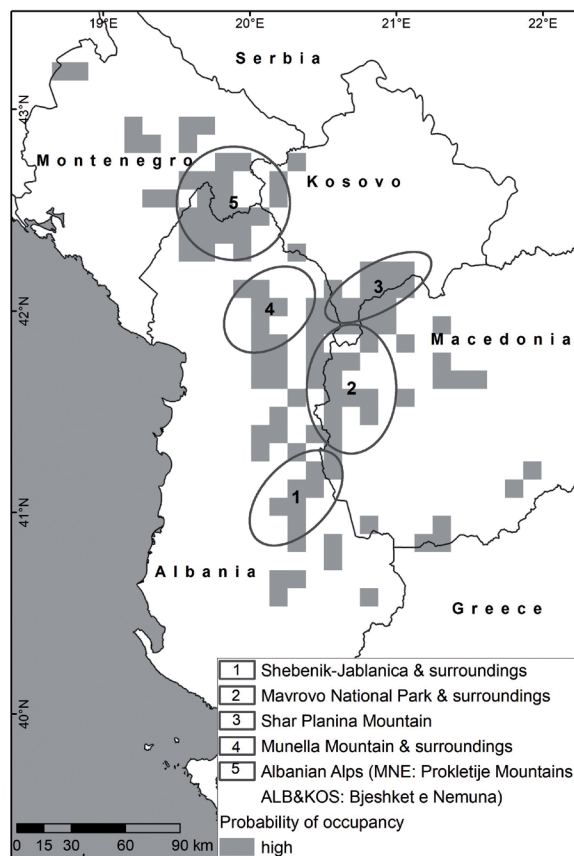 19°E 20°E 21°E 22°E
Serbia
43°N
Montenegro
Kosovo
5
3
42°N
4
Macedonia
2
41°N
1
Albania
Greece
40°N
1 Shebenik-Jablanica & surroundings
2 Mavrovo National Park & surroundings
3 Shar Planina Mountain
4 Munella Mountain & surroundings
5 Albanian Alps (MNE: Prokletije Mountains
ALB&KOS: Bjeshket e Nemuna)
Probability of occupancy
high
0 15 30 60 90 km